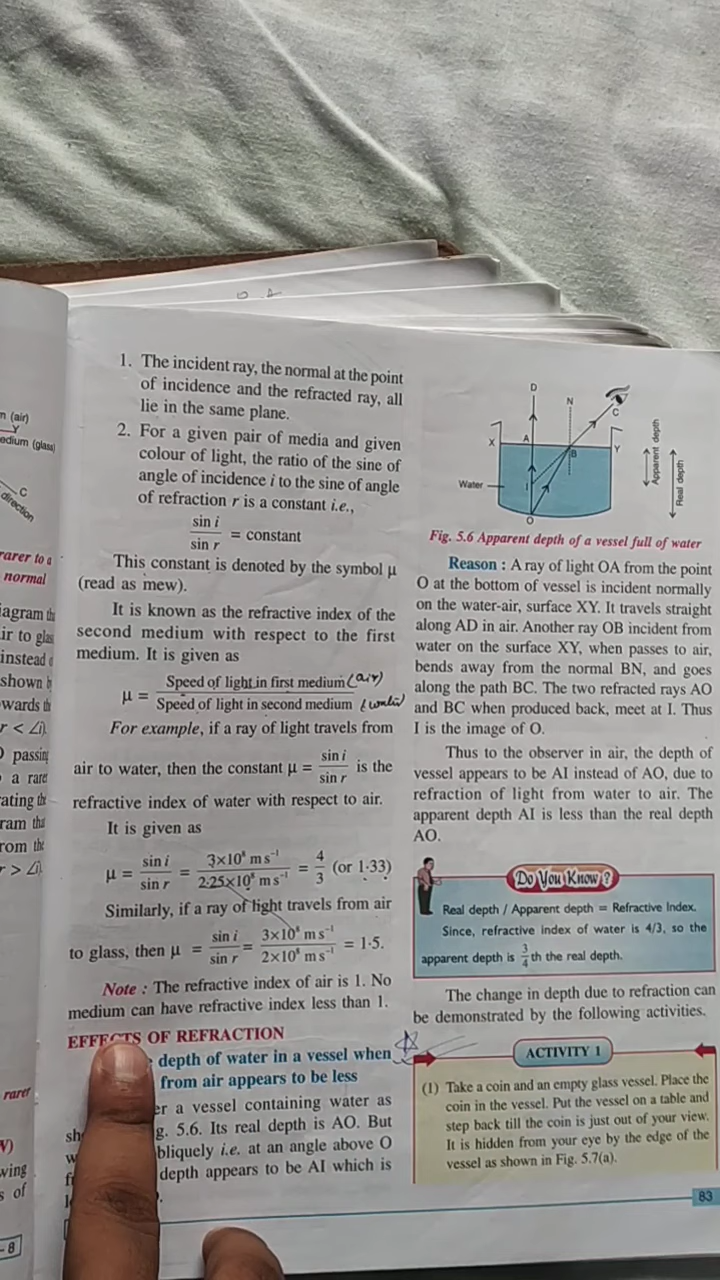 1. The incident ray, the normal at the point
of incidence and the refracted ray, all
lie in the same plane.
2. For a given pair of media and given
colour of light, the ratio of the sine of
angle of incidence i to the sine of angle
of refraction r is a constant i.e.,
sin i / sin r = constant
This constant is denoted by the symbol μ
(read as mew).
It is known as the refractive index of the
second medium with respect to the first
medium. It is given as
μ = Speed of light in first medium (air) / Speed of light in second medium
For example, if a ray of light travels from
air to water, then the constant μ = sin i / sin r is the
refractive index of water with respect to air.
It is given as
μ = sin i / sin r = 3×10⁸ m s⁻¹ / 2·25×10⁸ m s⁻¹ = 4/3 (or 1·33)
Similarly, if a ray of light travels from air
to glass, then μ = sin i / sin r = 3×10⁸ m s⁻¹ / 2×10⁸ m s⁻¹ = 1·5.
Note : The refractive index of air is 1. No
medium can have refractive index less than 1.
EFFECTS OF REFRACTION
depth of water in a vessel when
from air appears to be less
er a vessel containing water as
g. 5.6. Its real depth is AO. But
bliquely i.e. at an angle above O
depth appears to be AI which is
D
N
C
X
A
B
Y
Water
I
O
Apparent depth
Real depth
Fig. 5.6 Apparent depth of a vessel full of water
Reason : A ray of light OA from the point
O at the bottom of vessel is incident normally
on the water-air, surface XY. It travels straight
along AD in air. Another ray OB incident from
water on the surface XY, when passes to air,
bends away from the normal BN, and goes
along the path BC. The two refracted rays AO
and BC when produced back, meet at I. Thus
I is the image of O.
Thus to the observer in air, the depth of
vessel appears to be AI instead of AO, due to
refraction of light from water to air. The
apparent depth AI is less than the real depth
AO.
Do You Know ?
Real depth / Apparent depth = Refractive Index.
Since, refractive index of water is 4/3, so the
apparent depth is 3/4 th the real depth.
The change in depth due to refraction can
be demonstrated by the following activities.
ACTIVITY 1
(1) Take a coin and an empty glass vessel. Place the
coin in the vessel. Put the vessel on a table and
step back till the coin is just out of your view.
It is hidden from your eye by the edge of the
vessel as shown in Fig. 5.7(a).
83